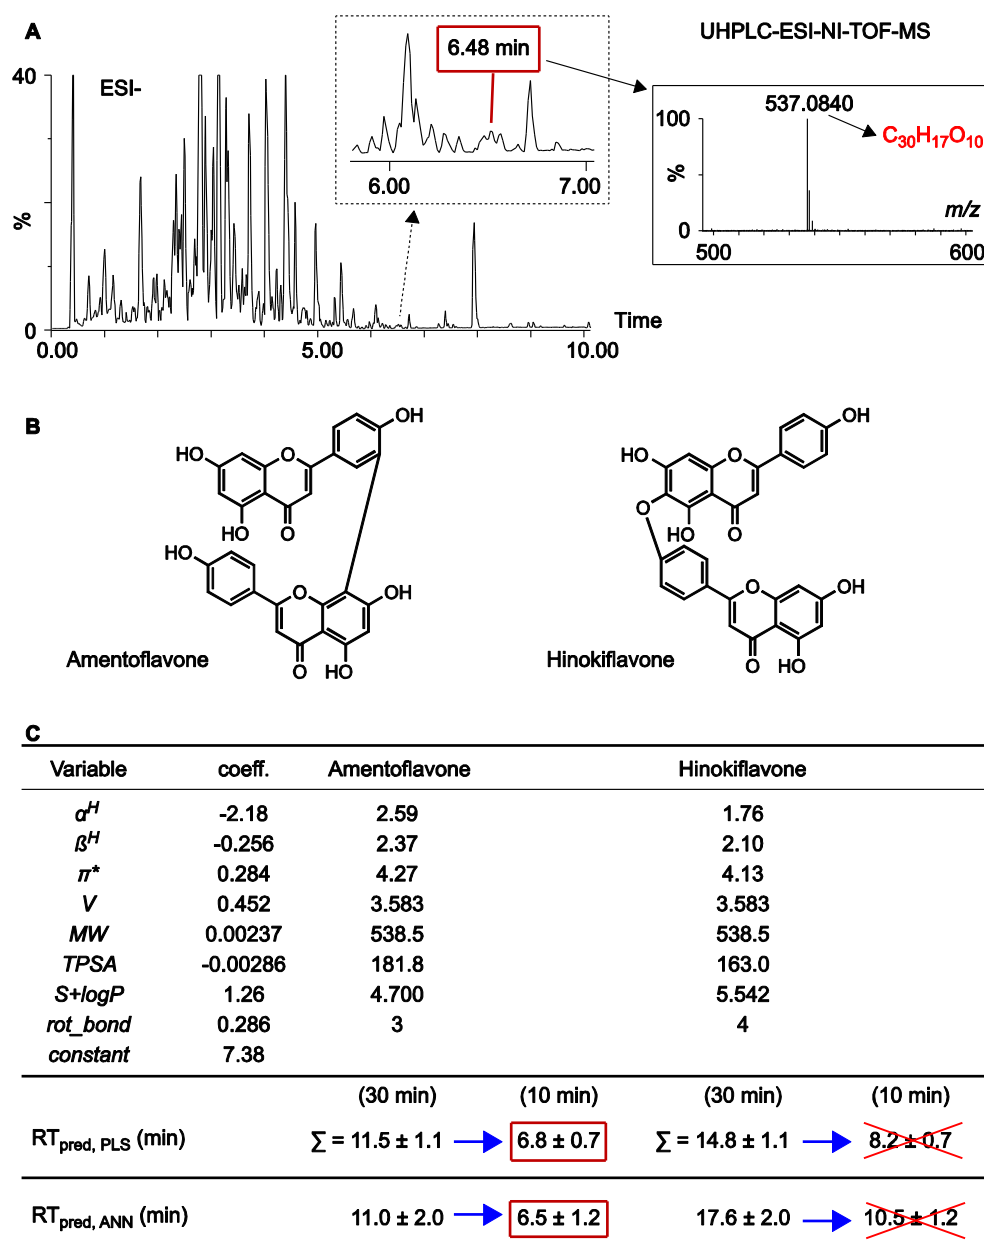 A
UHPLC-ESI-NI-TOF-MS
40
ESI-
%
0
0.00
5.00
10.00
Time
6.48 min
6.00
7.00
537.0840
C30H17O10
100
%
0
m/z
500
600
B
OH
HO
O
HO
O
HO
O
OH
O
HO
Amentoflavone
OH
HO
O
O
HO
O
O
OH
O
HO
Hinokiflavone
C
Variable coeff. Amentoflavone Hinokiflavone
αH -2.18 2.59 1.76
ßH -0.256 2.37 2.10
π* 0.284 4.27 4.13
V 0.452 3.583 3.583
MW 0.00237 538.5 538.5
TPSA -0.00286 181.8 163.0
S+logP 1.26 4.700 5.542
rot_bond 0.286 3 4
constant 7.38
(30 min) (10 min) (30 min) (10 min)
RTpred, PLS (min) ∑ = 11.5 ± 1.1 6.8 ± 0.7 ∑ = 14.8 ± 1.1 8.2 ± 0.7
RTpred, ANN (min) 11.0 ± 2.0 6.5 ± 1.2 17.6 ± 2.0 10.5 ± 1.2